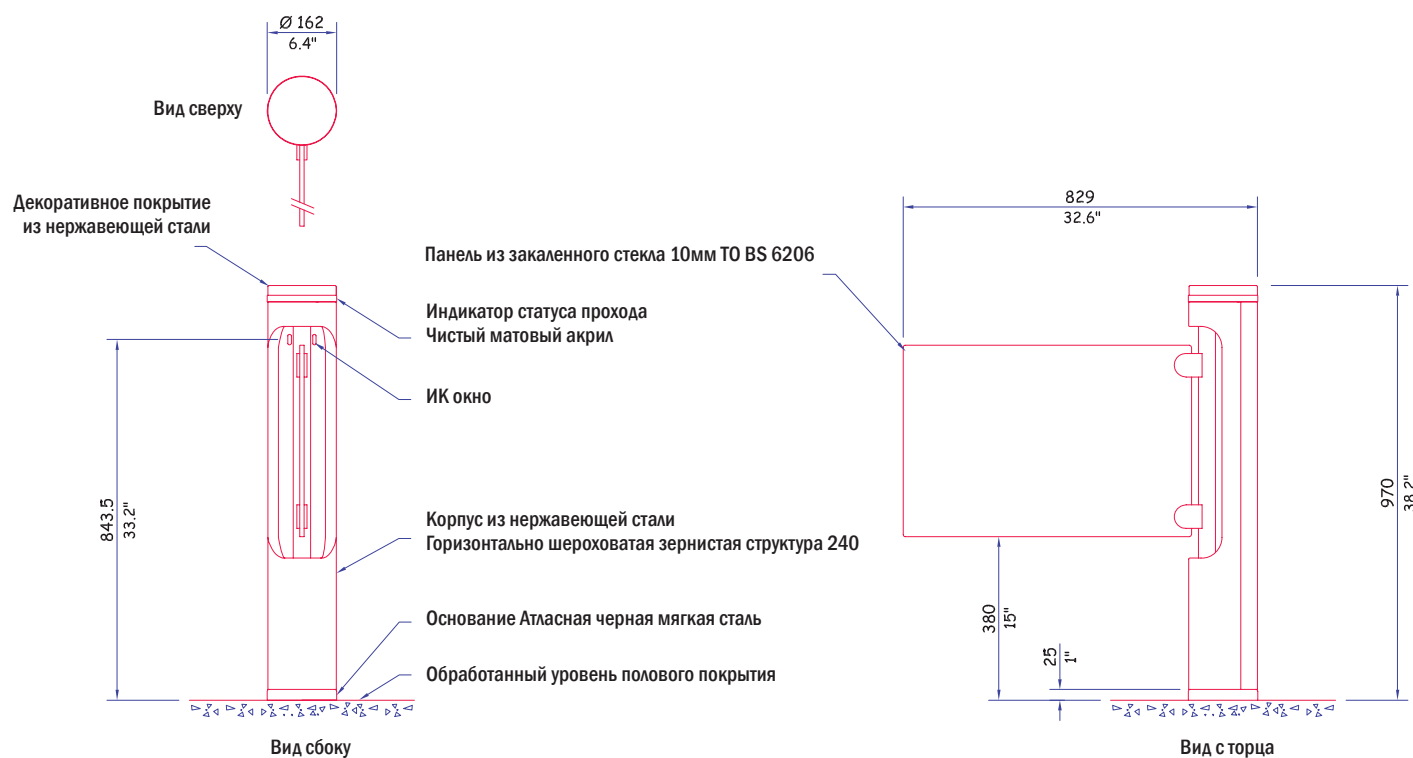 Ø 162
6.4"
Вид сверху
Декоративное покрытие
из нержавеющей стали
829
32.6"
Панель из закаленного стекла 10мм TO BS 6206
Индикатор статуса прохода
Чистый матовый акрил
ИК окно
843.5
33.2"
970
38.2"
Корпус из нержавеющей стали
Горизонтально шероховатая зернистая структура 240
380
15"
Основание Атласная черная мягкая сталь
25
1"
Обработанный уровень полового покрытия
Вид сбоку
Вид с торца